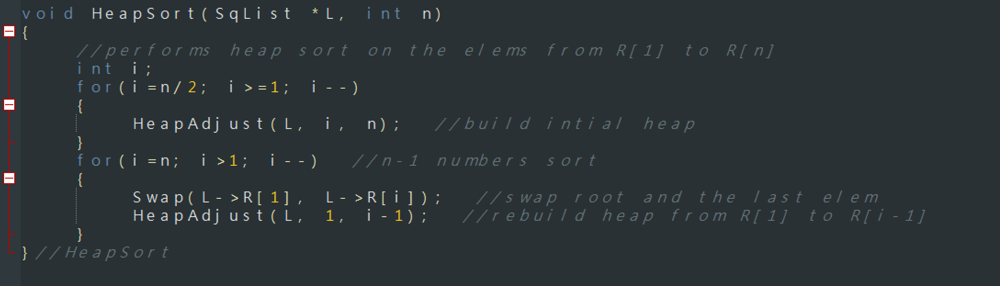 void HeapSort(SqList *L, int n)
{
//performs heap sort on the elems from R[1] to R[n]
int i;
for(i=n/2; i>=1; i--)
{
HeapAdjust(L, i, n); //build intial heap
}
for(i=n; i>1; i--) //n-1 numbers sort
{
Swap(L->R[1], L->R[i]); //swap root and the last elem
HeapAdjust(L, 1, i-1); //rebuild heap from R[1] to R[i-1]
}
} //HeapSort